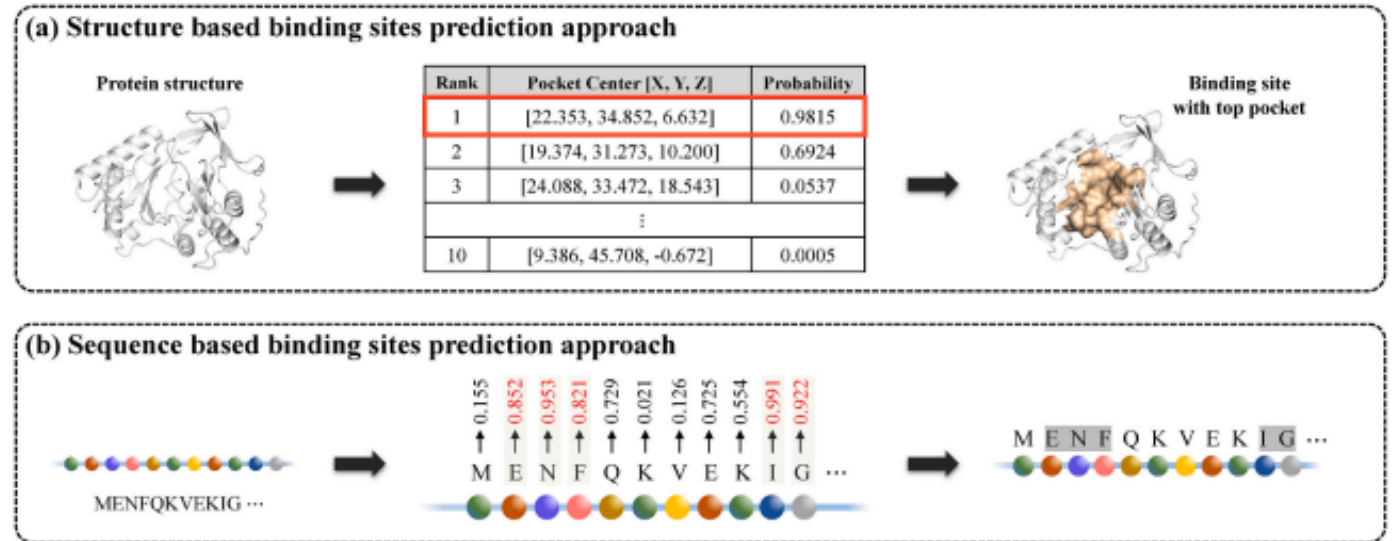 (a) Structure based binding sites prediction approach
Protein structure
Rank Pocket Center [X, Y, Z] Probability
1 [22.353, 34.852, 6.632] 0.9815
2 [19.374, 31.273, 10.200] 0.6924
3 [24.088, 33.472, 18.543] 0.0537
⋮
10 [9.386, 45.708, -0.672] 0.0005
Binding site
with top pocket
(b) Sequence based binding sites prediction approach
MENFQKVEKIG ⋯
0.155 0.852 0.953 0.821 0.729 0.021 0.126 0.725 0.554 0.991 0.922
M E N F Q K V E K I G ⋯
M E N F Q K V E K I G ⋯